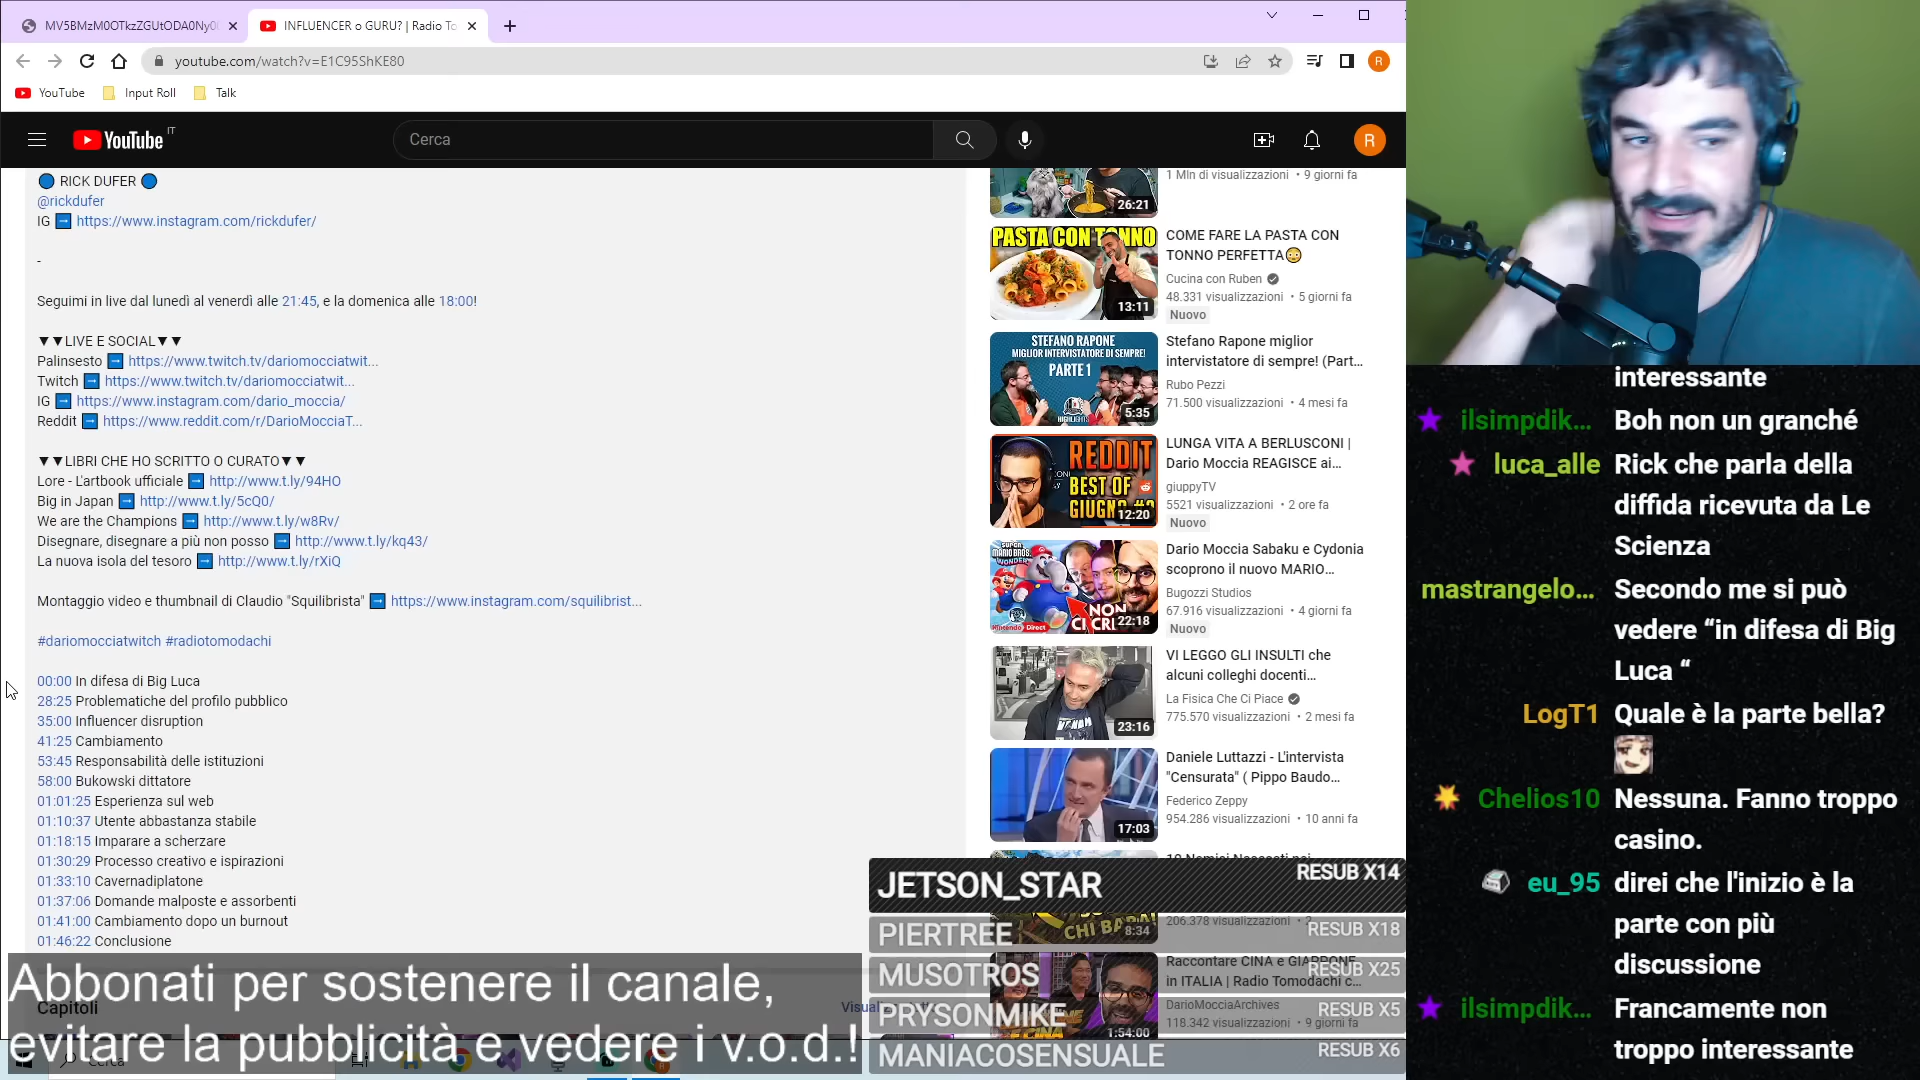 MV5BMzM0OTkzZGUtODA0Ny0
INFLUENCER o GURU? | Radio To
youtube.com/watch?v=E1C95ShKE80
R
YouTube
Input Roll
Talk
YouTube IT
Cerca
R
RICK DUFER
@rickdufer
IG ➡ https://www.instagram.com/rickdufer/
-
Seguimi in live dal lunedì al venerdì alle 21:45, e la domenica alle 18:00!
▼▼LIVE E SOCIAL▼▼
Palinsesto ➡ https://www.twitch.tv/dariomocciatwit...
Twitch ➡ https://www.twitch.tv/dariomocciatwit...
IG ➡ https://www.instagram.com/dario_moccia/
Reddit ➡ https://www.reddit.com/r/DarioMocciaT...
▼▼LIBRI CHE HO SCRITTO O CURATO▼▼
Lore - L'artbook ufficiale ➡ http://www.t.ly/94HO
Big in Japan ➡ http://www.t.ly/5cQ0/
We are the Champions ➡ http://www.t.ly/w8Rv/
Disegnare, disegnare a più non posso ➡ http://www.t.ly/kq43/
La nuova isola del tesoro ➡ http://www.t.ly/rXiQ
Montaggio video e thumbnail di Claudio "Squilibrista" ➡ https://www.instagram.com/squilibrist...
#dariomocciatwitch #radiotomodachi
00:00 In difesa di Big Luca
28:25 Problematiche del profilo pubblico
35:00 Influencer disruption
41:25 Cambiamento
53:45 Responsabilità delle istituzioni
58:00 Bukowski dittatore
01:01:25 Esperienza sul web
01:10:37 Utente abbastanza stabile
01:18:15 Imparare a scherzare
01:30:29 Processo creativo e ispirazioni
01:33:10 Cavernadiplatone
01:37:06 Domande malposte e assorbenti
01:41:00 Cambiamento dopo un burnout
01:46:22 Conclusione
Capitoli
Abbonati per sostenere il canale,
evitare la pubblicità e vedere i v.o.d.!
Cerca
26:21
1 Mln di visualizzazioni • 9 giorni fa
PASTA CON TONNO
13:11
COME FARE LA PASTA CON
TONNO PERFETTA
Cucina con Ruben
48.331 visualizzazioni • 5 giorni fa
Nuovo
STEFANO RAPONE
MIGLIOR INTERVISTATORE DI SEMPRE!
PARTE 1
HIGHLIGHTS
5:35
Stefano Rapone miglior
intervistatore di sempre! (Part...
Rubo Pezzi
71.500 visualizzazioni • 4 mesi fa
REDDIT
BEST OF
GIUGNO
12:20
LUNGA VITA A BERLUSCONI |
Dario Moccia REAGISCE ai...
giuppyTV
5521 visualizzazioni • 2 ore fa
Nuovo
SUPER
MARIO BROS.
WONDER
NON
CI CR
Nintendo Direct
22:18
Dario Moccia Sabaku e Cydonia
scoprono il nuovo MARIO...
Bugozzi Studios
67.916 visualizzazioni • 4 giorni fa
Nuovo
23:16
VI LEGGO GLI INSULTI che
alcuni colleghi docenti...
La Fisica Che Ci Piace
775.570 visualizzazioni • 2 mesi fa
17:03
Daniele Luttazzi - L'intervista
"Censurata" ( Pippo Baudo...
Federico Zeppy
954.286 visualizzazioni • 10 anni fa
JETSON_STAR RESUB X14
CHI BARA
8:34
206.378 visualizzazioni
PIERTREE RESUB X18
MUSOTROS RESUB X25
Raccontare CINA e GIAPPONE
in ITALIA | Radio Tomodachi c...
DarioMocciaArchives
118.342 visualizzazioni • 9 giorni fa
E CINA
1:54:00
PRYSONMIKE RESUB X5
MANIACOSENSUALE RESUB X6
interessante
ilsimpdik... Boh non un granché
luca_alle Rick che parla della
diffida ricevuta da Le
Scienza
mastrangelo... Secondo me si può
vedere “in difesa di Big
Luca “
LogT1 Quale è la parte bella?
Chelios10 Nessuna. Fanno troppo
casino.
eu_95 direi che l'inizio è la
parte con più
discussione
ilsimpdik... Francamente non
troppo interessante